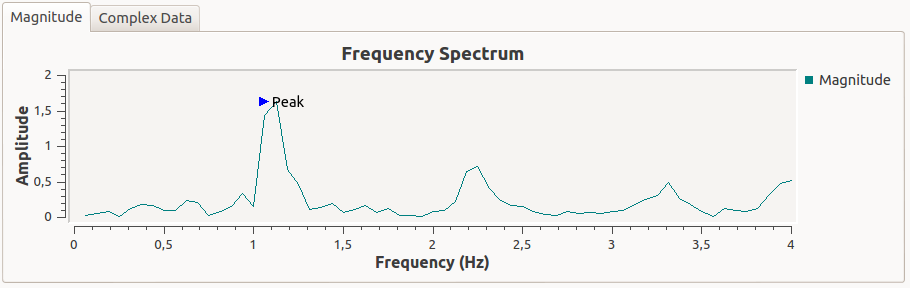 Magnitude
Complex Data
Frequency Spectrum
Magnitude
Amplitude
2
1,5
1
0,5
0
Peak
0
0,5
1
1,5
2
2,5
3
3,5
4
Frequency (Hz)